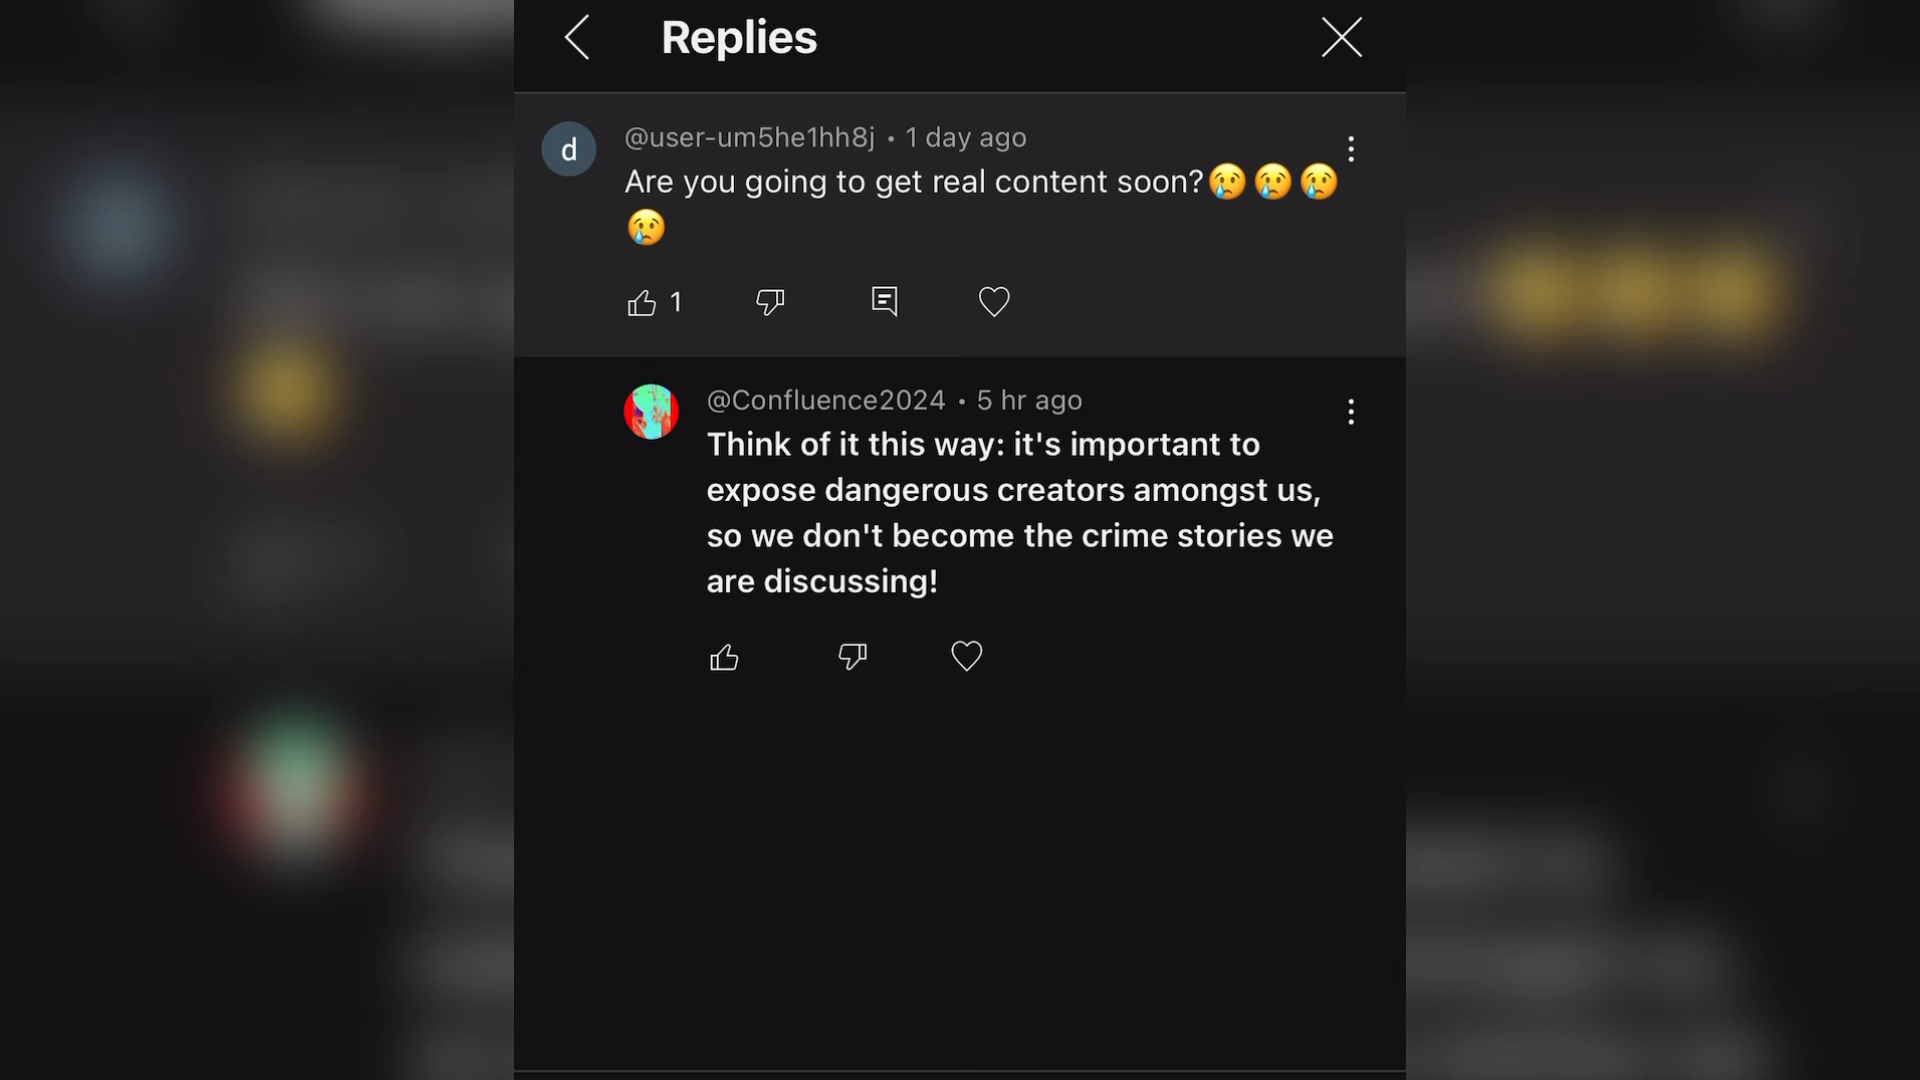 Replies
d
@user-um5he1hh8j • 1 day ago
Are you going to get real content soon?😢😢😢
😢
1
@Confluence2024 • 5 hr ago
Think of it this way: it's important to
expose dangerous creators amongst us,
so we don't become the crime stories we
are discussing!